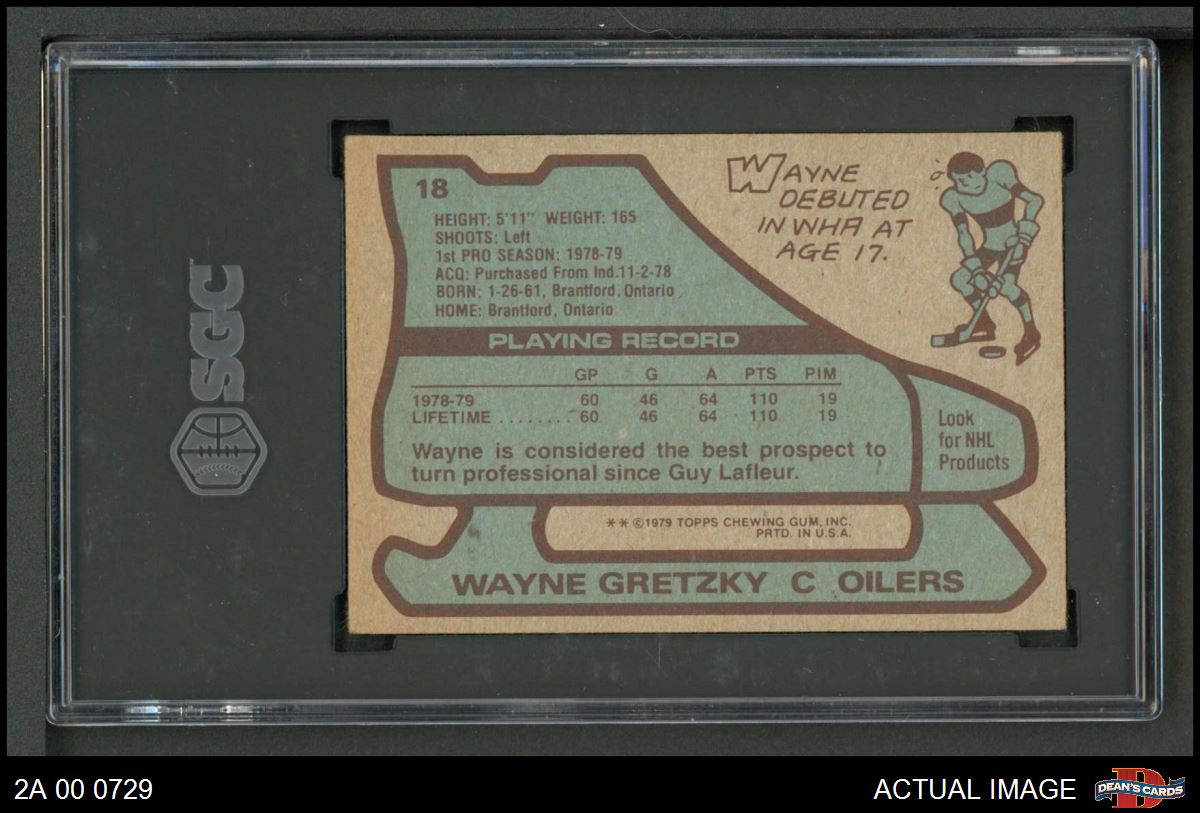 SGC
18
HEIGHT: 5'11" WEIGHT: 165
SHOOTS: Left
1st PRO SEASON: 1978-79
ACQ: Purchased From Ind.11-2-78
BORN: 1-26-61, Brantford, Ontario
HOME: Brantford, Ontario
WAYNE
DEBUTED
IN WHA AT
AGE 17.
PLAYING RECORD
GP G A PTS PIM
1978-79 60 46 64 110 19
LIFETIME ........ 60 46 64 110 19
Wayne is considered the best prospect to
turn professional since Guy Lafleur.
Look
for NHL
Products
** ©1979 TOPPS CHEWING GUM, INC.
PRTD. IN U.S.A.
WAYNE GRETZKY C OILERS
2A 00 0729
ACTUAL IMAGE
D
DEAN'S CARDS